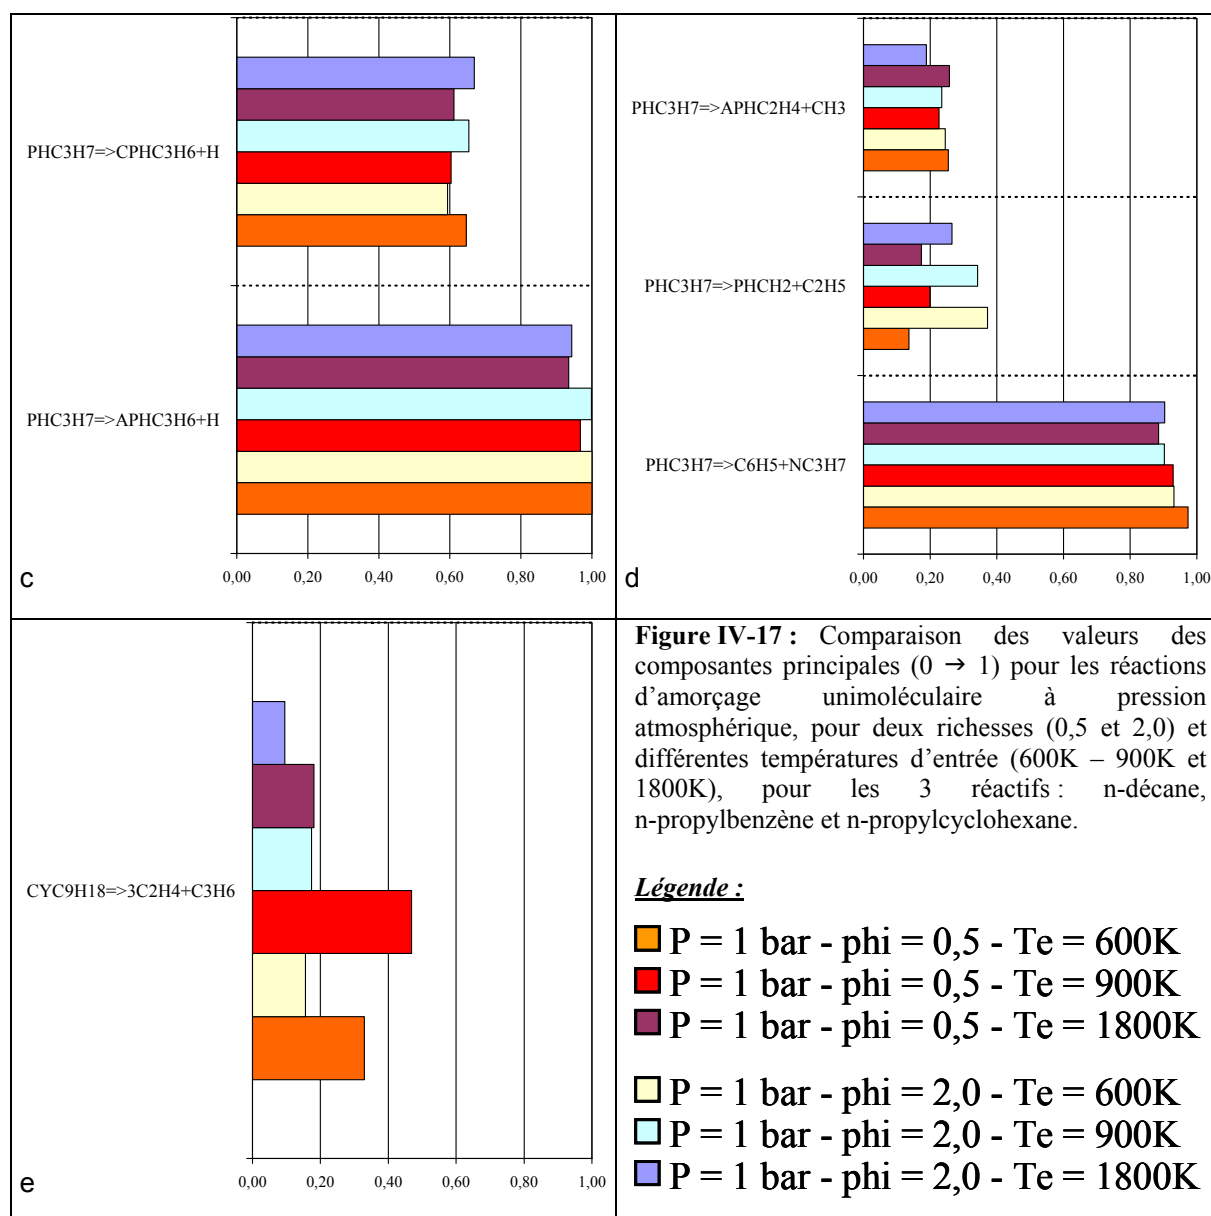 PHC3H7=>CPHC3H6+H
PHC3H7=>APHC3H6+H
0,00 0,20 0,40 0,60 0,80 1,00
c
PHC3H7=>APHC2H4+CH3
PHC3H7=>PHCH2+C2H5
PHC3H7=>C6H5+NC3H7
0,00 0,20 0,40 0,60 0,80 1,00
d
CYC9H18=>3C2H4+C3H6
0,00 0,20 0,40 0,60 0,80 1,00
e
Figure IV-17 : Comparaison des valeurs des
composantes principales (0 → 1) pour les réactions
d'amorçage unimoléculaire à pression
atmosphérique, pour deux richesses (0,5 et 2,0) et
différentes températures d'entrée (600K – 900K et
1800K), pour les 3 réactifs : n-décane,
n-propylbenzène et n-propylcyclohexane.
Légende :
P = 1 bar - phi = 0,5 - Te = 600K
P = 1 bar - phi = 0,5 - Te = 900K
P = 1 bar - phi = 0,5 - Te = 1800K
P = 1 bar - phi = 2,0 - Te = 600K
P = 1 bar - phi = 2,0 - Te = 900K
P = 1 bar - phi = 2,0 - Te = 1800K